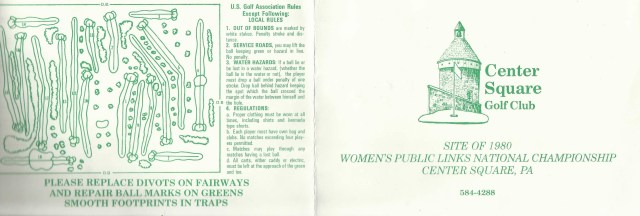 U.S. Golf Association Rules
Except Following:
LOCAL RULES
1. OUT OF BOUNDS are marked by
white stakes. Penalty stroke and dis-
tance.
2. SERVICE ROADS, you may lift the
ball keeping green or hazard in line.
No penalty.
3. WATER HAZARDS: If a ball lie or
be lost in a water hazard, (whether the
ball be in the water or not), the player
must drop a ball under penalty of one
stroke. Drop ball behind hazard keeping
the spot which the ball crossed the
margin of the water between himself and
the hole.
4. REGULATIONS:
a. Proper clothing must be worn at all
times, including shirts and bermuda
type shorts.
b. Each player must have own bag and
clubs. No matches exceeding four play-
ers permitted.
c. Matches may play through any
matches having a lost ball.
d. All carts, either caddy or electric,
must be left at the approach of the green
and tee.
PLEASE REPLACE DIVOTS ON FAIRWAYS
AND REPAIR BALL MARKS ON GREENS
SMOOTH FOOTPRINTS IN TRAPS
Center
Square
Golf Club
SITE OF 1980
WOMEN'S PUBLIC LINKS NATIONAL CHAMPIONSHIP
CENTER SQUARE, PA
584-4288